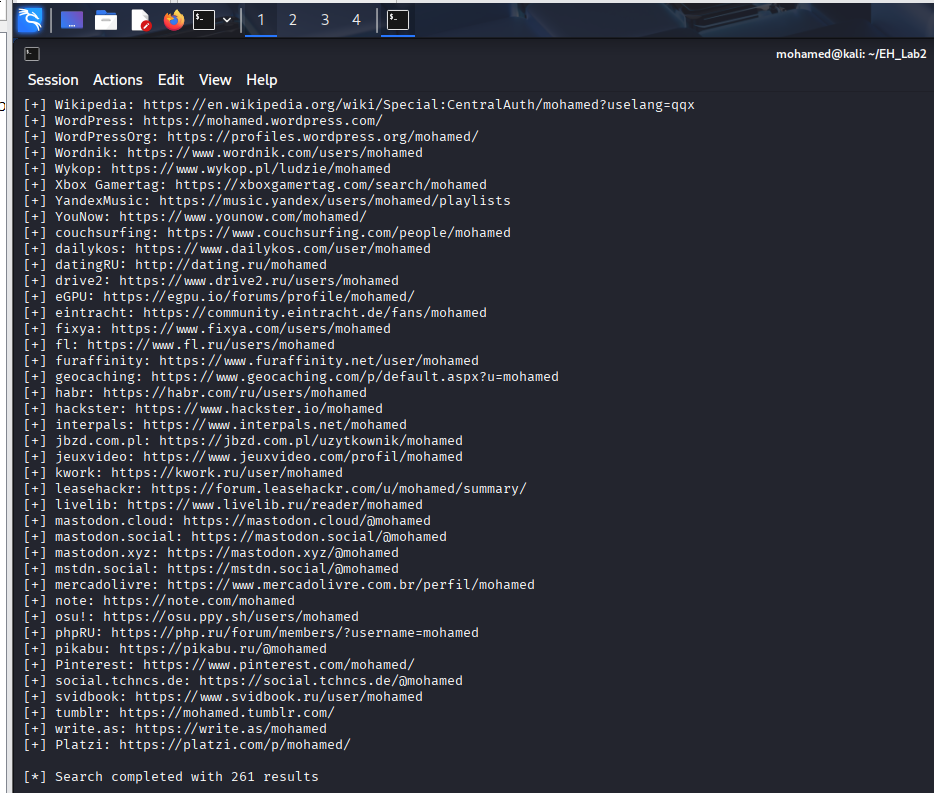 1 2 3 4
mohamed@kali: ~/EH_Lab2
Session Actions Edit View Help
[+] Wikipedia: https://en.wikipedia.org/wiki/Special:CentralAuth/mohamed?uselang=qqx
[+] WordPress: https://mohamed.wordpress.com/
[+] WordPressOrg: https://profiles.wordpress.org/mohamed/
[+] Wordnik: https://www.wordnik.com/users/mohamed
[+] Wykop: https://www.wykop.pl/ludzie/mohamed
[+] Xbox Gamertag: https://xboxgamertag.com/search/mohamed
[+] YandexMusic: https://music.yandex/users/mohamed/playlists
[+] YouNow: https://www.younow.com/mohamed/
[+] couchsurfing: https://www.couchsurfing.com/people/mohamed
[+] dailykos: https://www.dailykos.com/user/mohamed
[+] datingRU: http://dating.ru/mohamed
[+] drive2: https://www.drive2.ru/users/mohamed
[+] eGPU: https://egpu.io/forums/profile/mohamed/
[+] eintracht: https://community.eintracht.de/fans/mohamed
[+] fixya: https://www.fixya.com/users/mohamed
[+] fl: https://www.fl.ru/users/mohamed
[+] furaffinity: https://www.furaffinity.net/user/mohamed
[+] geocaching: https://www.geocaching.com/p/default.aspx?u=mohamed
[+] habr: https://habr.com/ru/users/mohamed
[+] hackster: https://www.hackster.io/mohamed
[+] interpals: https://www.interpals.net/mohamed
[+] jbzd.com.pl: https://jbzd.com.pl/uzytkownik/mohamed
[+] jeuxvideo: https://www.jeuxvideo.com/profil/mohamed
[+] kwork: https://kwork.ru/user/mohamed
[+] leasehackr: https://forum.leasehackr.com/u/mohamed/summary/
[+] livelib: https://www.livelib.ru/reader/mohamed
[+] mastodon.cloud: https://mastodon.cloud/@mohamed
[+] mastodon.social: https://mastodon.social/@mohamed
[+] mastodon.xyz: https://mastodon.xyz/@mohamed
[+] mstdn.social: https://mstdn.social/@mohamed
[+] mercadolivre: https://www.mercadolivre.com.br/perfil/mohamed
[+] note: https://note.com/mohamed
[+] osu!: https://osu.ppy.sh/users/mohamed
[+] phpRU: https://php.ru/forum/members/?username=mohamed
[+] pikabu: https://pikabu.ru/@mohamed
[+] Pinterest: https://www.pinterest.com/mohamed/
[+] social.tchncs.de: https://social.tchncs.de/@mohamed
[+] svidbook: https://www.svidbook.ru/user/mohamed
[+] tumblr: https://mohamed.tumblr.com/
[+] write.as: https://write.as/mohamed
[+] Platzi: https://platzi.com/p/mohamed/
[*] Search completed with 261 results